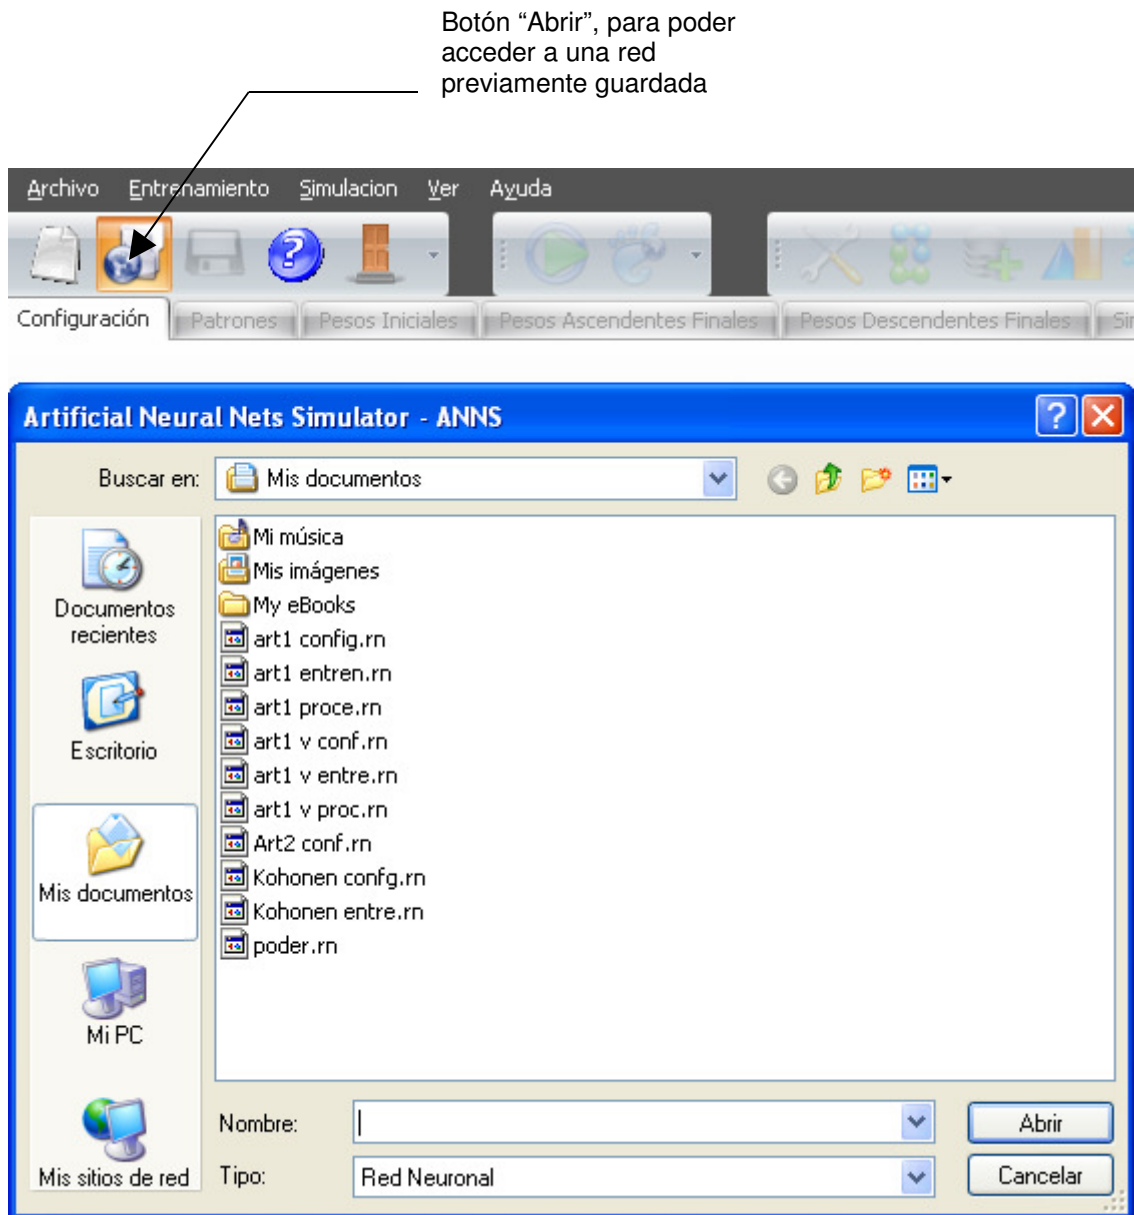 Botón “Abrir”, para poder
acceder a una red
previamente guardada
Archivo Entrenamiento Simulacion Ver Ayuda
Configuración Patrones Pesos Iniciales Pesos Ascendentes Finales Pesos Descendentes Finales
Artificial Neural Nets Simulator - ANNS
Buscar en: Mis documentos
Documentos
recientes
Escritorio
Mis documentos
Mi PC
Mis sitios de red
Mi música
Mis imágenes
My eBooks
art1 config.rn
art1 entren.rn
art1 proce.rn
art1 v conf.rn
art1 v entre.rn
art1 v proc.rn
Art2 conf.rn
Kohonen confg.rn
Kohonen entre.rn
poder.rn
Nombre:
Abrir
Tipo: Red Neuronal
Cancelar